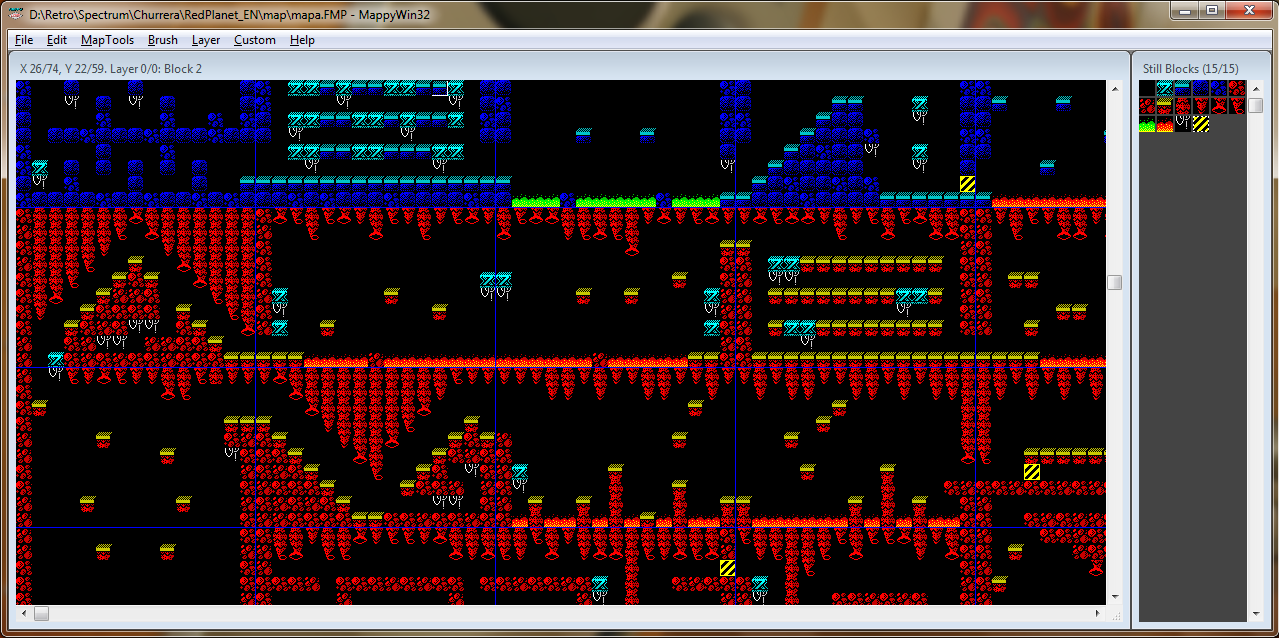 D:\Retro\Spectrum\Churrera\RedPlanet_EN\map\mapa.FMP - MappyWin32
File Edit MapTools Brush Layer Custom Help
X 26/74, Y 22/59. Layer 0/0: Block 2
Still Blocks (15/15)